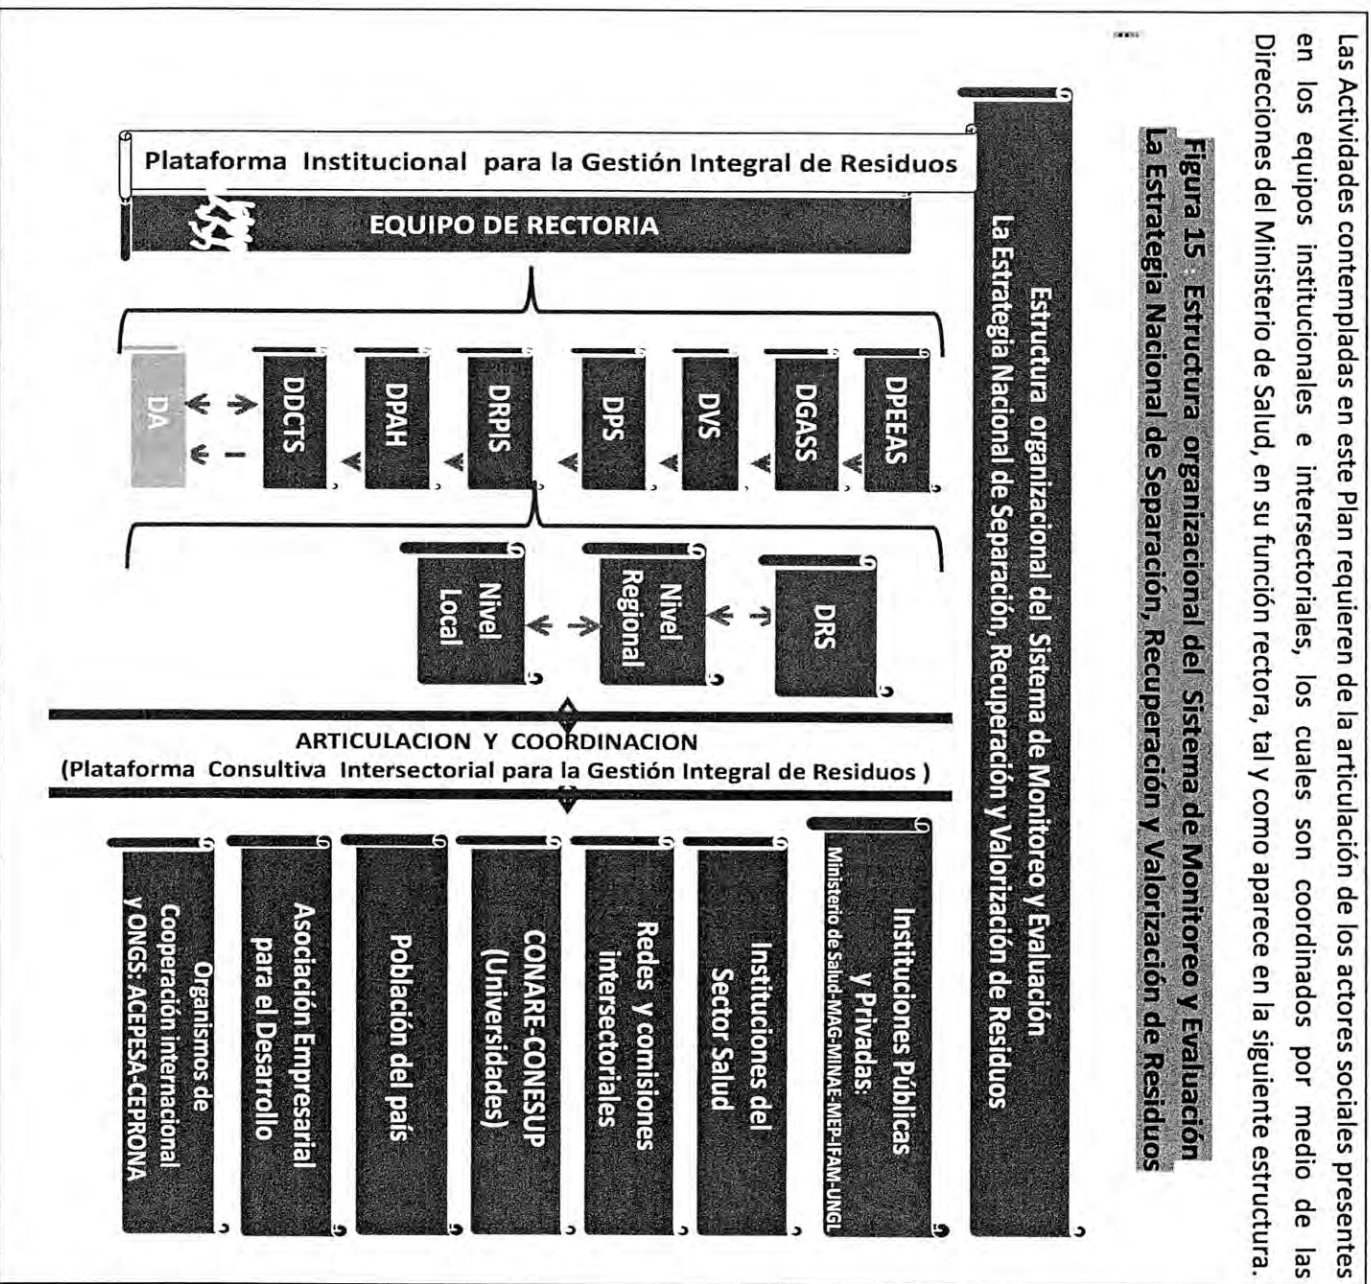 Las Actividades contempladas en este Plan requieren de la articulación de los actores sociales presentes
en los equipos institucionales e intersectoriales, los cuales son coordinados por medio de las
Direcciones del Ministerio de Salud, en su función rectora, tal y como aparece en la siguiente estructura.
Figura 15 : Estructura organizacional del Sistema de Monitoreo y Evaluación
La Estrategia Nacional de Separación, Recuperación y Valorización de Residuos
Estructura organizacional del Sistema de Monitoreo y Evaluación
La Estrategia Nacional de Separación, Recuperación y Valorización de Residuos
Plataforma Institucional para la Gestión Integral de Residuos
EQUIPO DE RECTORIA
DPEEAS
DGASS
DVS
DPS
DRPIS
DPAH
DDCTS
DA
DRS
Nivel
Regional
Nivel
Local
ARTICULACION Y COORDINACION
(Plataforma Consultiva Intersectorial para la Gestión Integral de Residuos )
Instituciones Públicas
y Privadas:
Ministerio de Salud-MAG-MINAE-MEP-IFAM-UNGL
Instituciones del
Sector Salud
Redes y comisiones
intersectoriales
CONARE-CONESUP
(Universidades)
Población del país
Asociación Empresarial
para el Desarrollo
Organismos de
Cooperación internacional
y ONGS: ACEPESA-CEPRONA